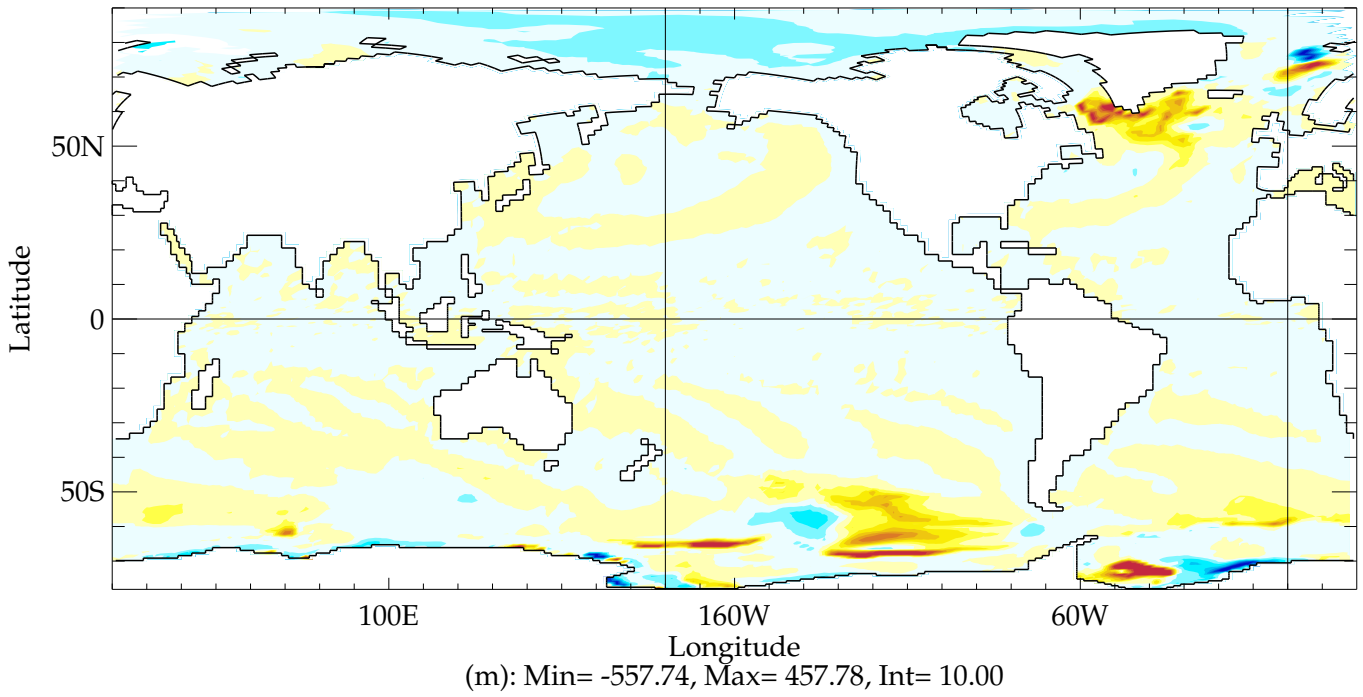 Latitude
50N
0
50S
100E 160W 60W
Longitude
(m): Min= -557.74, Max= 457.78, Int= 10.00